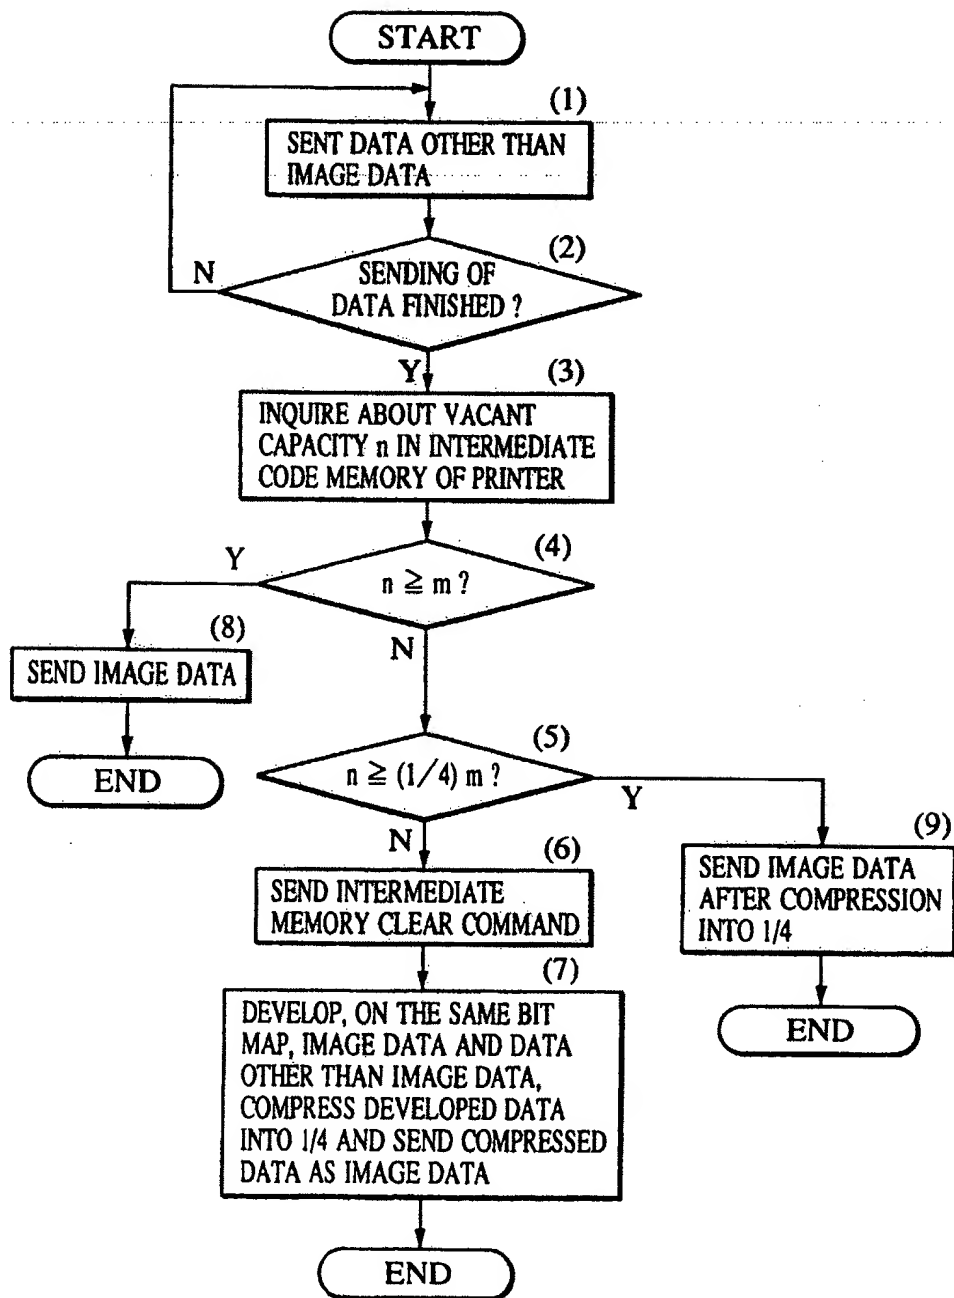 START
(1)
SENT DATA OTHER THAN
IMAGE DATA
(2)
N
SENDING OF
DATA FINISHED ?
Y
(3)
INQUIRE ABOUT VACANT
CAPACITY n IN INTERMEDIATE
CODE MEMORY OF PRINTER
(4)
Y
n ≧ m ?
(8)
N
SEND IMAGE DATA
(5)
END
n ≧ (1/4) m ?
Y
N
(9)
(6)
SEND INTERMEDIATE
MEMORY CLEAR COMMAND
SEND IMAGE DATA
AFTER COMPRESSION
INTO 1/4
(7)
DEVELOP, ON THE SAME BIT
MAP, IMAGE DATA AND DATA
OTHER THAN IMAGE DATA,
COMPRESS DEVELOPED DATA
INTO 1/4 AND SEND COMPRESSED
DATA AS IMAGE DATA
END
END